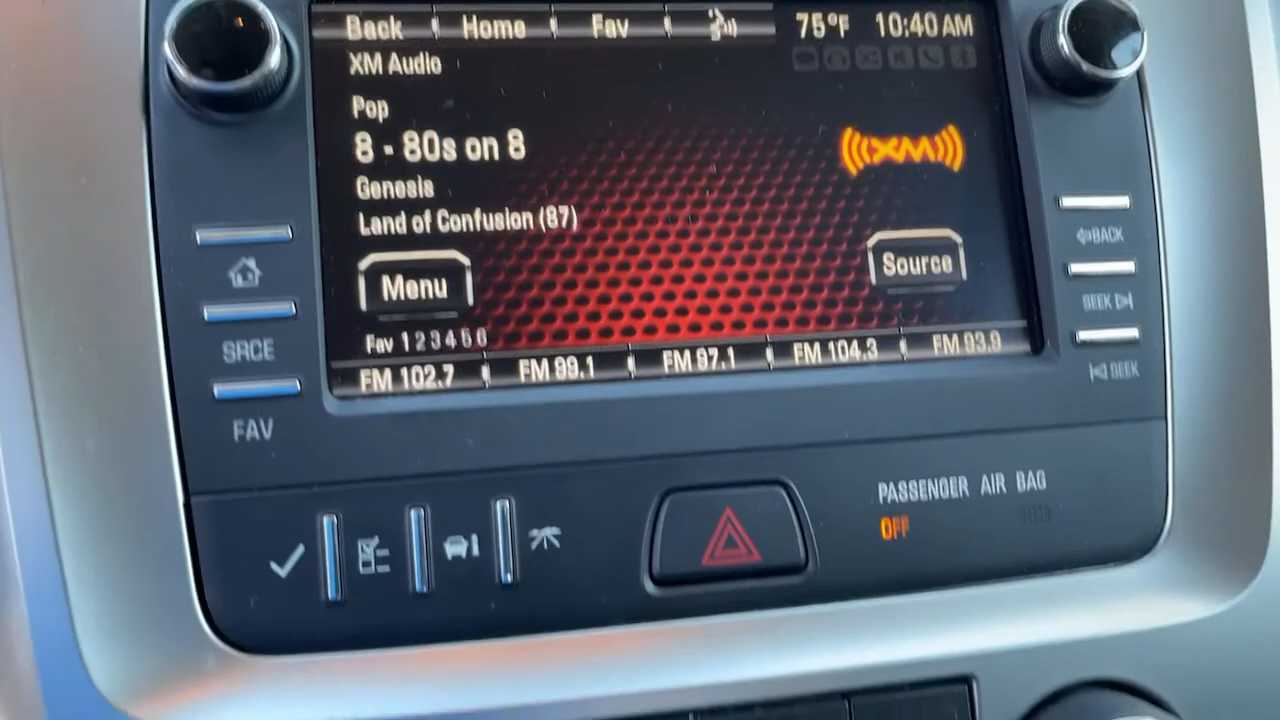 Back Home Fav 75°F 10:40 AM
XM Audio
Pop
8 - 80s on 8
((XM))
Genesis
Land of Confusion (87)
Menu
Source
Fav 1 2 3 4 5 6
FM 102.7 FM 99.1 FM 97.1 FM 104.3 FM 93.9
SRCE
FAV
BACK
SEEK
SEEK
PASSENGER AIR BAG
OFF